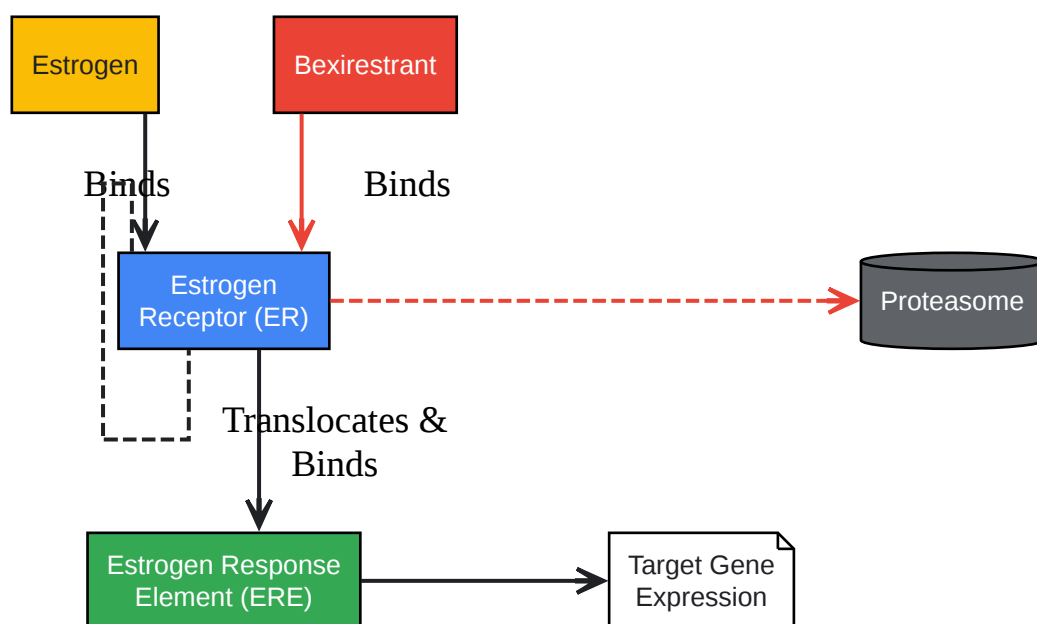 Estrogen
Bexirestrant
Binds
Binds
Estrogen
Receptor (ER)
Proteasome
Translocates &
Binds
Estrogen Response
Element (ERE)
Target Gene
Expression